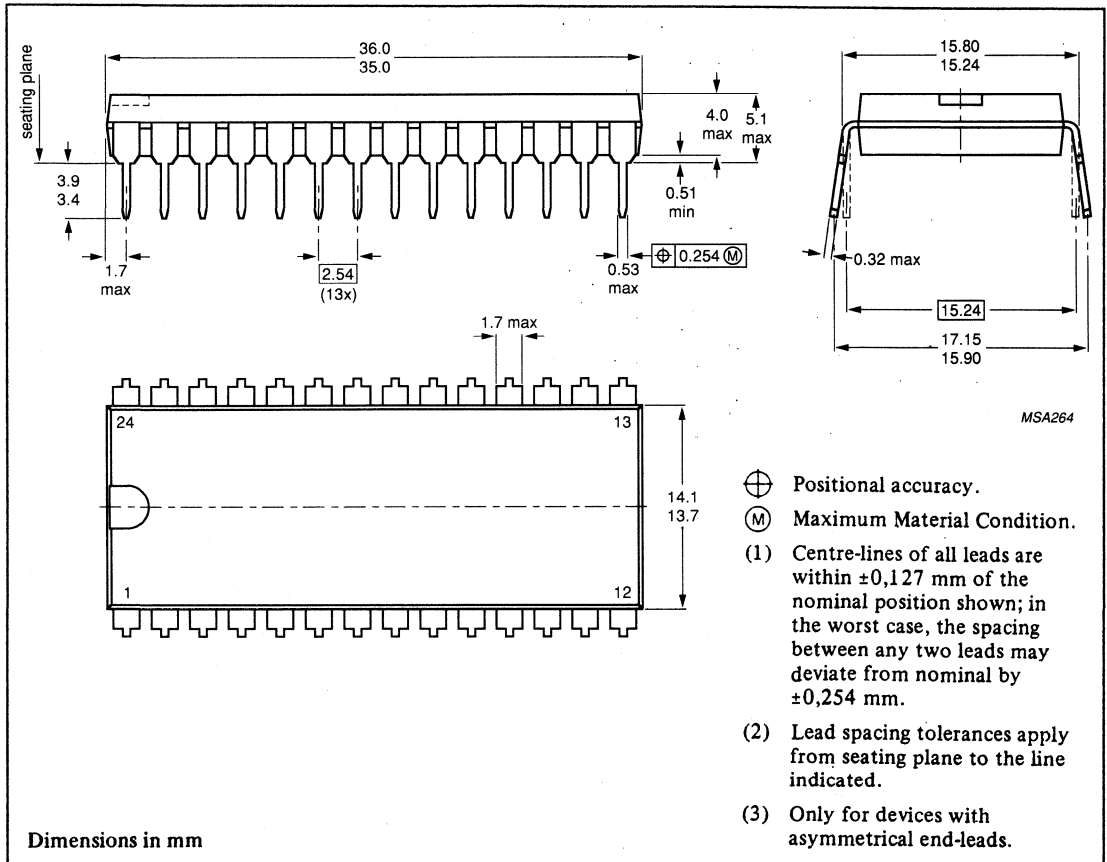 seating plane
36.0
35.0
15.80
15.24
4.0
max
5.1
max
3.9
3.4
0.51
min
1.7
max
2.54
(13x)
0.53
max
⌖ 0.254 Ⓜ
0.32 max
15.24
17.15
15.90
1.7 max
MSA264
24
13
14.1
13.7
1
12
Positional accuracy.
Ⓜ Maximum Material Condition.
(1) Centre-lines of all leads are
within ±0,127 mm of the
nominal position shown; in
the worst case, the spacing
between any two leads may
deviate from nominal by
±0,254 mm.
(2) Lead spacing tolerances apply
from seating plane to the line
indicated.
(3) Only for devices with
asymmetrical end-leads.
Dimensions in mm